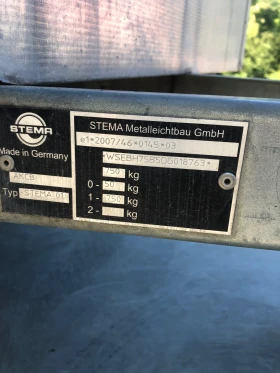 STEMA
Made in Germany
AKCB
Typ STEMA 01
STEMA Metalleichtbau GmbH
e1*2007/46*0145*03
750 kg
0 - 50 kg
1 - 750 kg
2 - kg